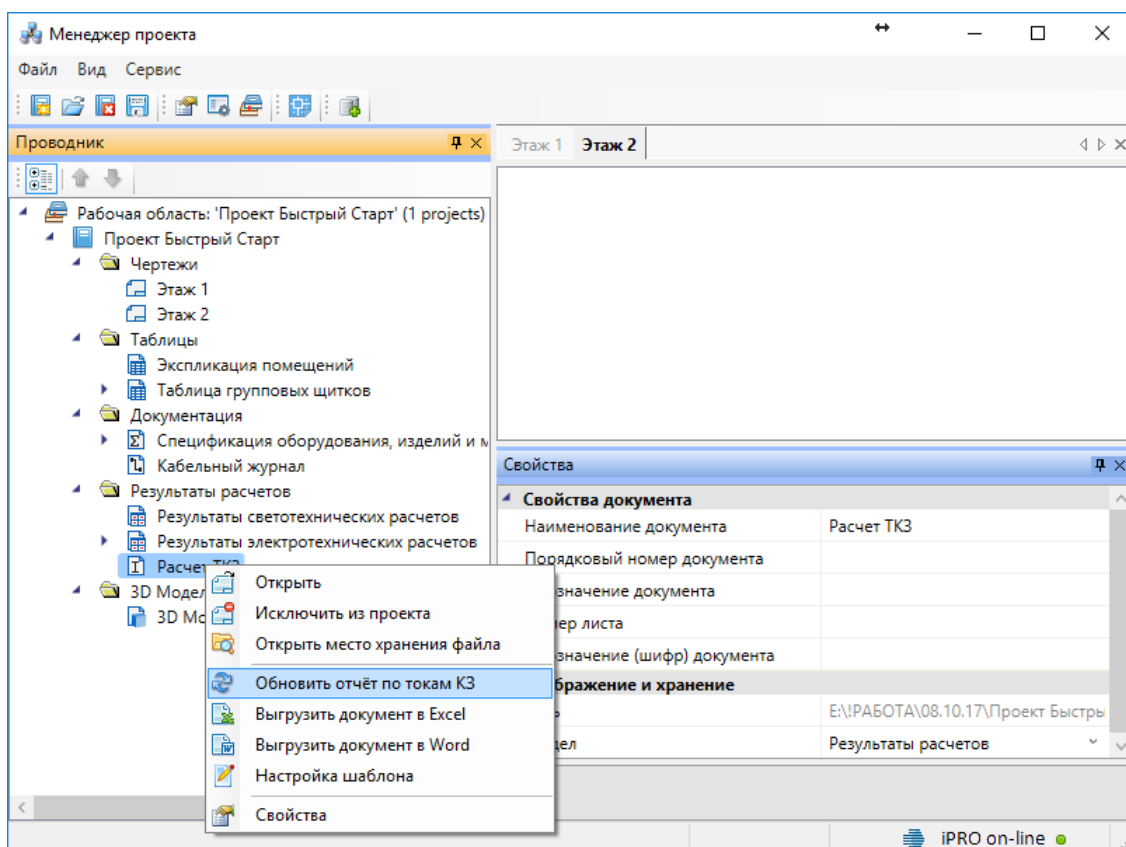 Менеджер проекта
Файл Вид Сервис
Проводник
Этаж 1 Этаж 2
Рабочая область: 'Проект Быстрый Старт' (1 projects)
Проект Быстрый Старт
Чертежи
Этаж 1
Этаж 2
Таблицы
Экспликация помещений
Таблица групповых щитков
Документация
Спецификация оборудования, изделий и м
Кабельный журнал
Результаты расчетов
Результаты светотехнических расчетов
Результаты электротехнических расчетов
Расчет ТКЗ
3D Модел
3D Мо
Открыть
Исключить из проекта
Открыть место хранения файла
Обновить отчёт по токам КЗ
Выгрузить документ в Excel
Выгрузить документ в Word
Настройка шаблона
Свойства
Свойства
Свойства документа
Наименование документа Расчет ТКЗ
Порядковый номер документа
значение документа
ер листа
значение (шифр) документа
бражение и хранение
E:\!РАБОТА\08.10.17\Проект Быстры
ел Результаты расчетов
iPRO on-line